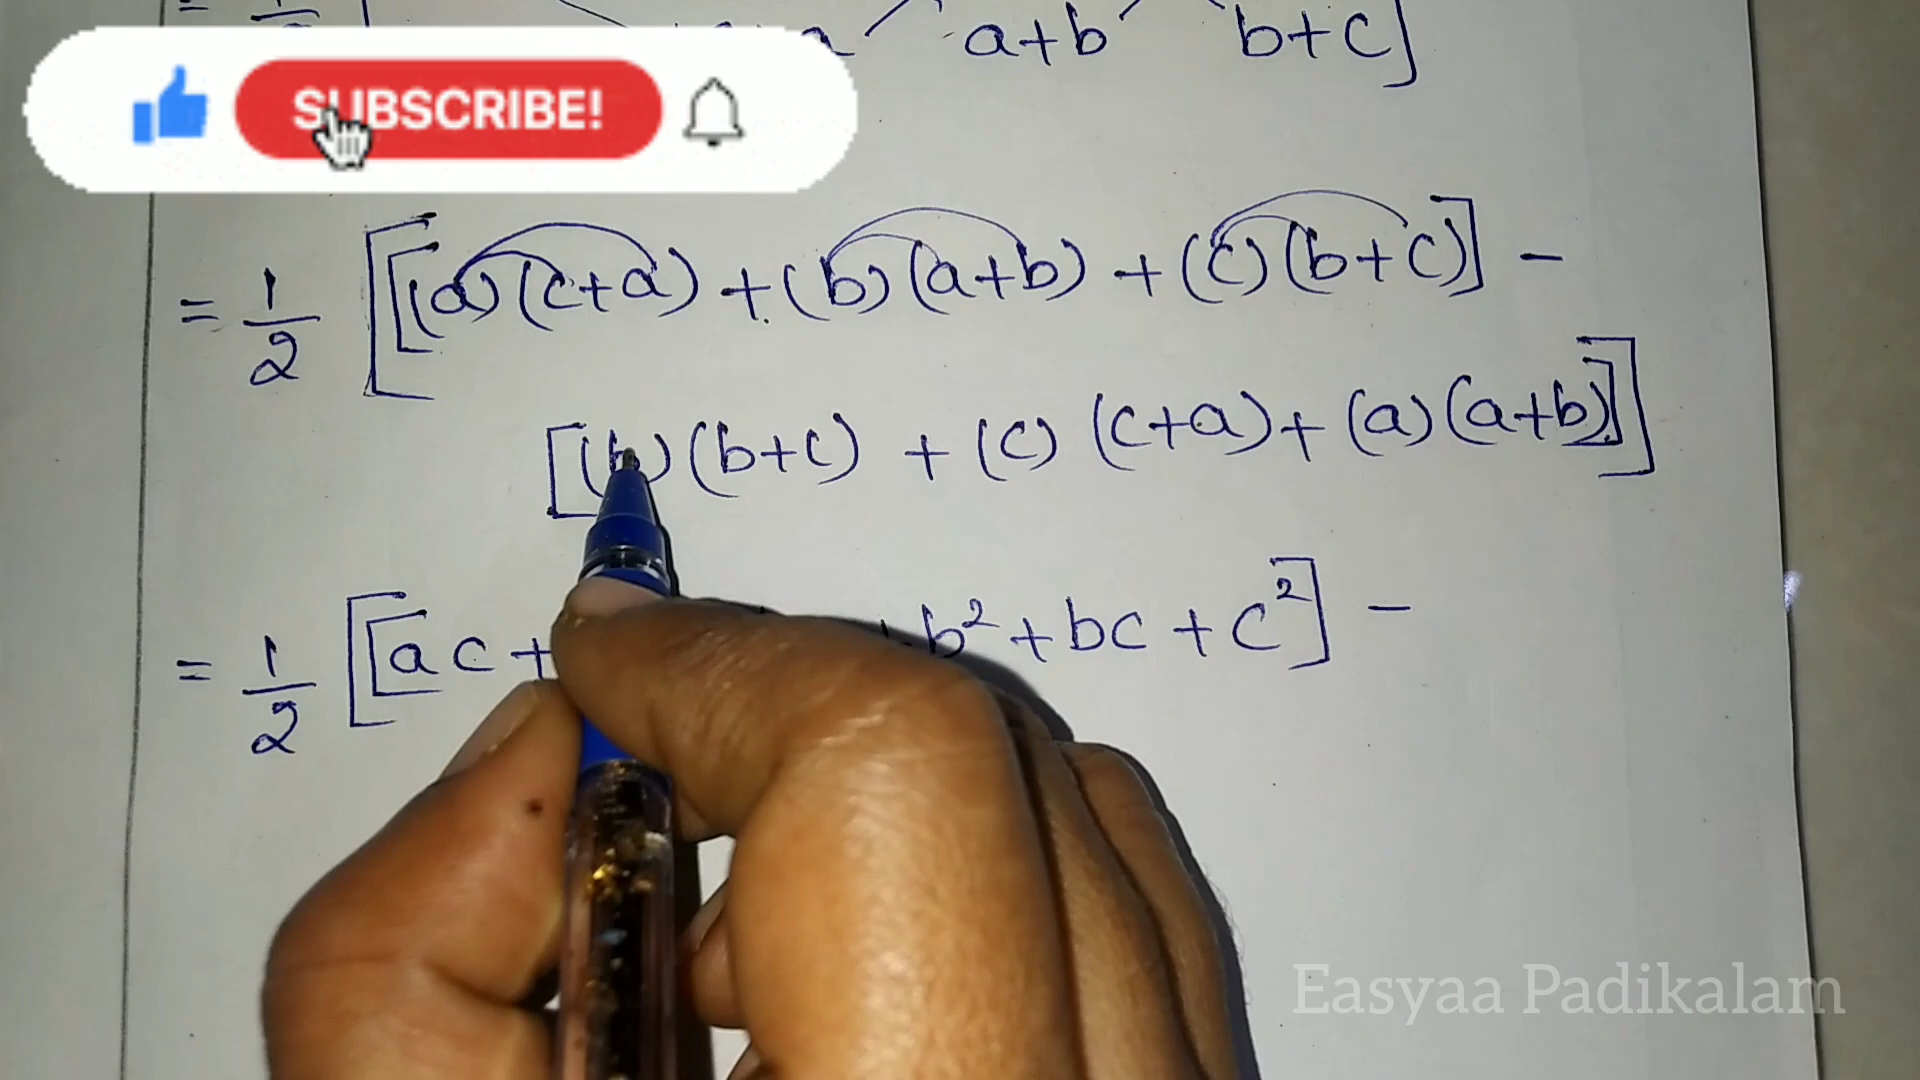 a+b b+c]
SUBSCRIBE!
= 1/2 [[(a)(c+a) + (b)(a+b) + (c)(b+c)] -
[(b)(b+c) + (c) (c+a) + (a)(a+b)]]
= 1/2 [[ac + b² + bc + c²] -
Easyaa Padikalam